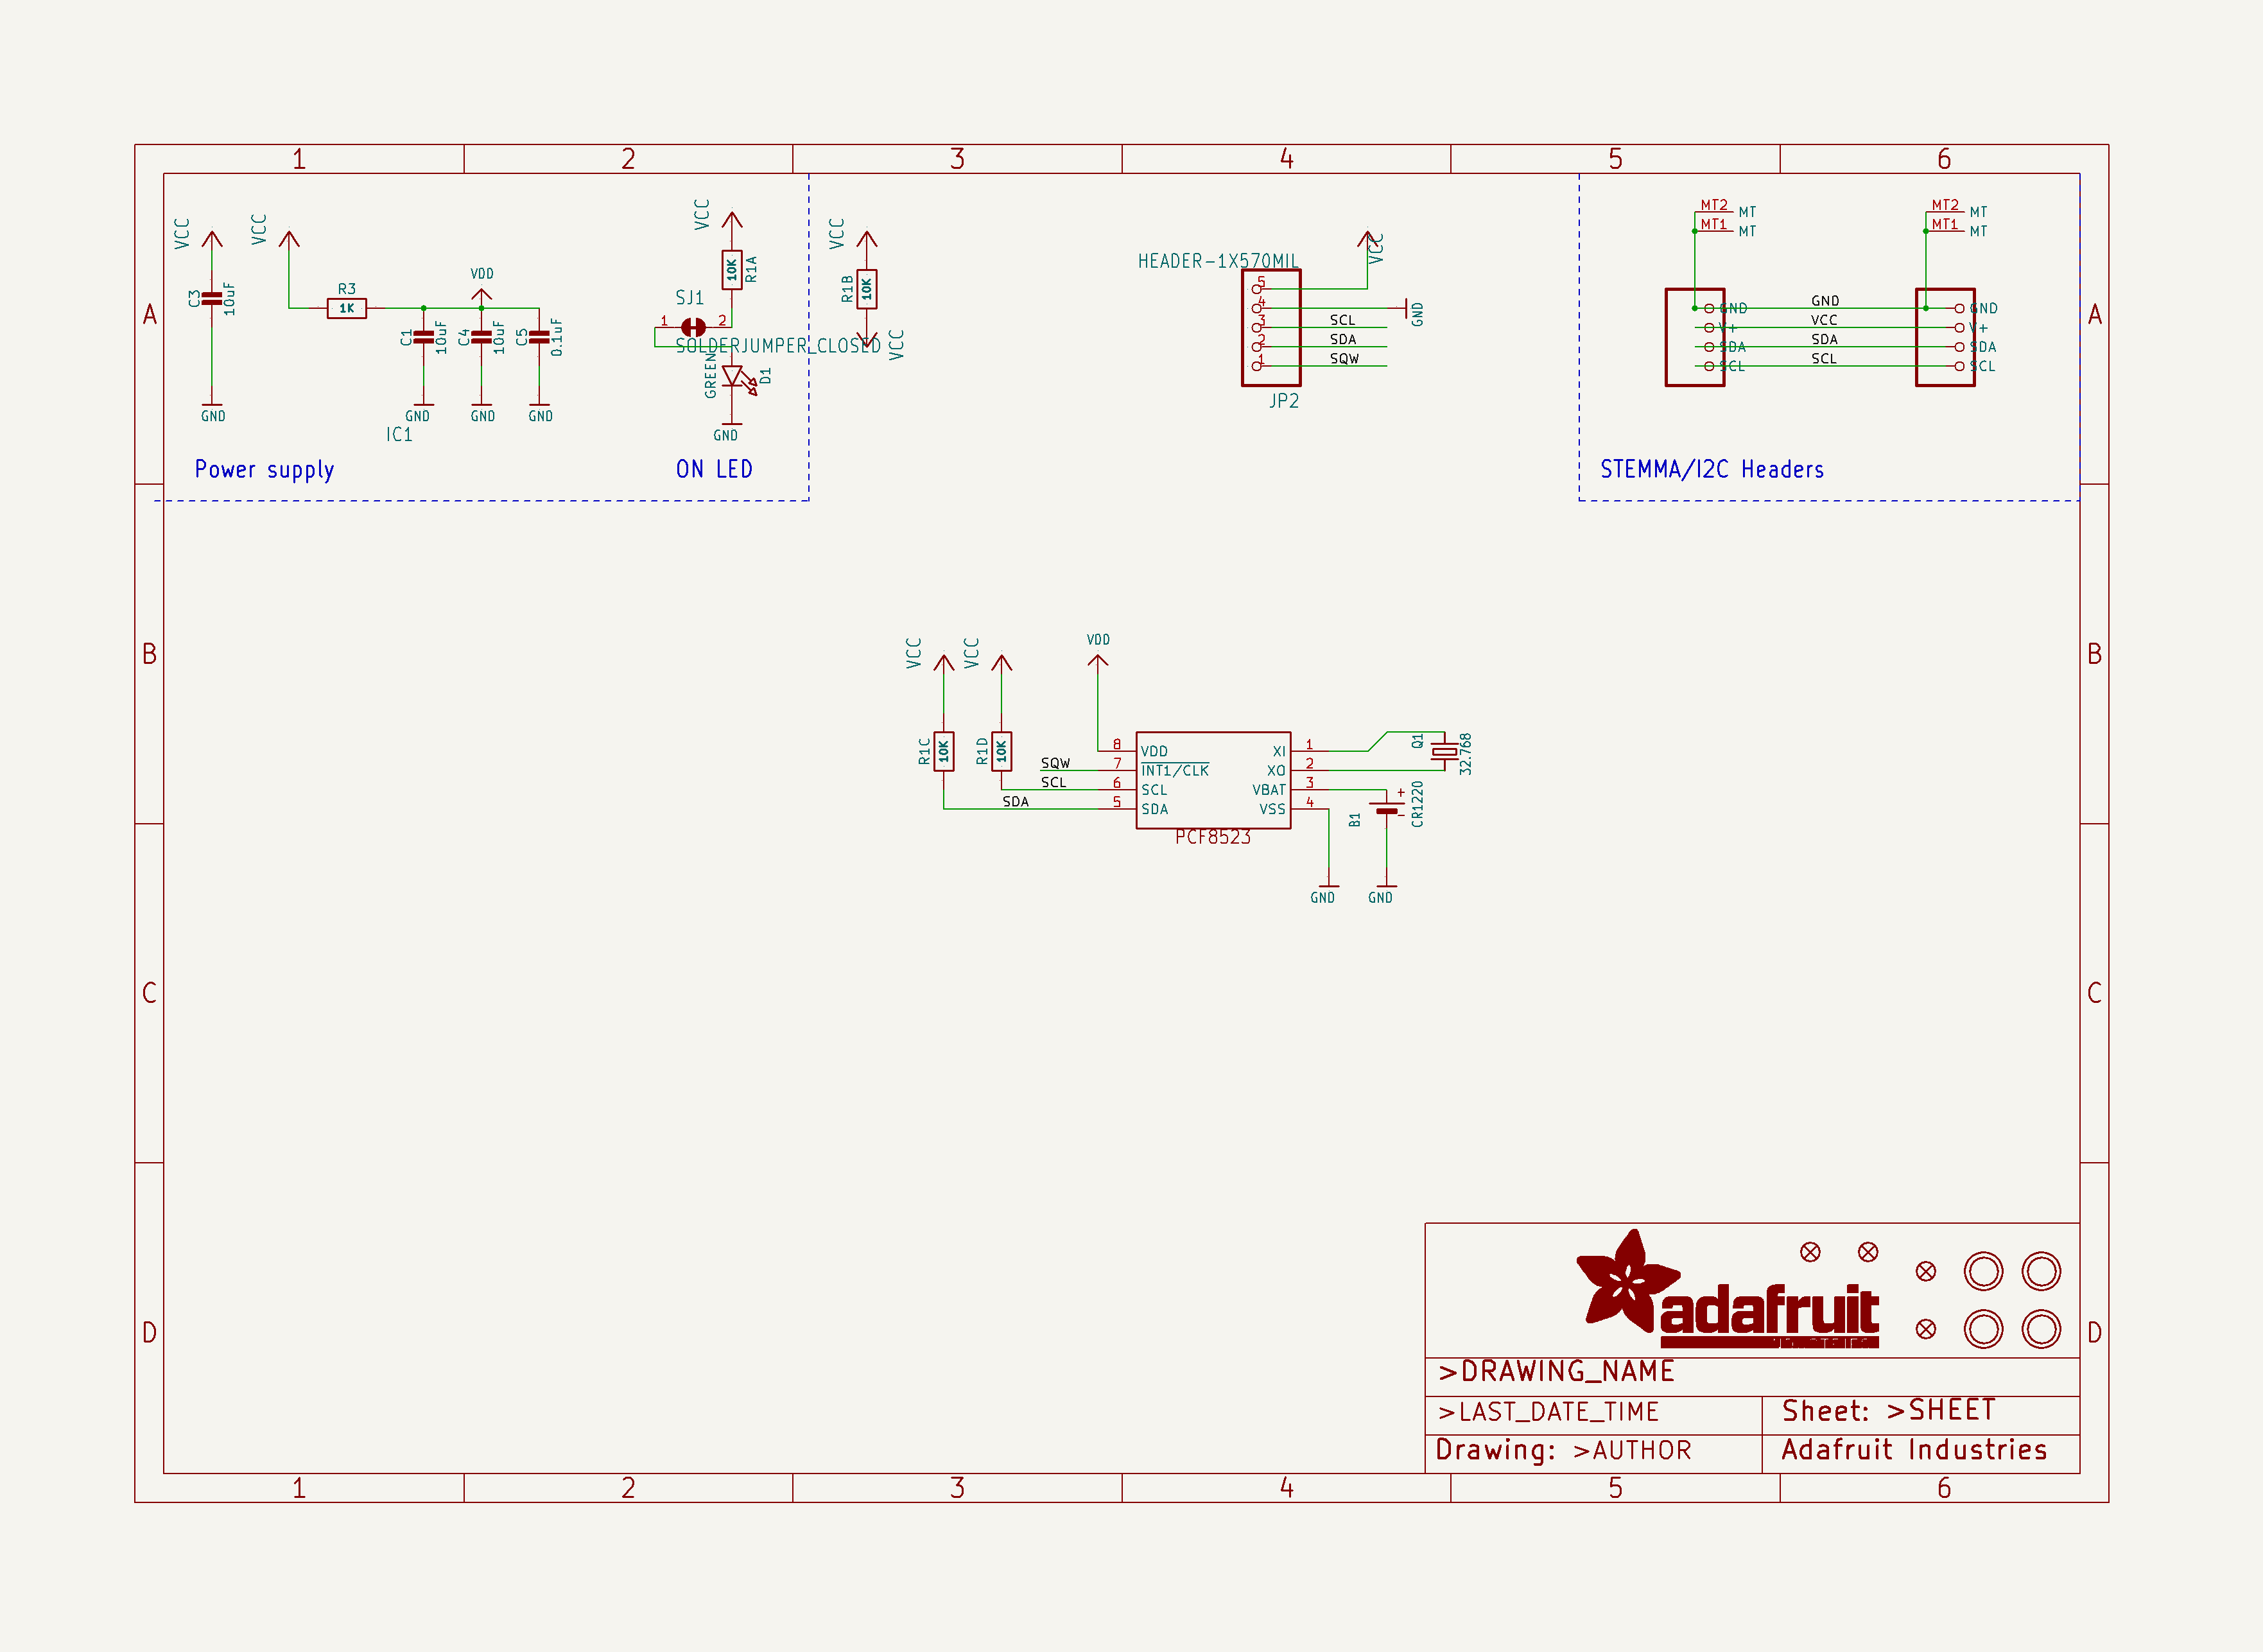 1 2 3 4 5 6
A A
B B
C C
D D
VCC
C3
10uF
GND
VCC
R3
1K
VDD
C1
10uF
GND
C4
10uF
GND
C5
0.1uF
GND
IC1
Power supply
VCC
10K
R1A
SJ1
1 2
SOLDERJUMPER_CLOSED
GREEN
D1
GND
ON LED
VCC
R1B
10K
VCC
HEADER-1X570MIL
VCC
5
4
GND
3 SCL
2 SDA
1 SQW
JP2
MT2 MT
MT1 MT
MT2 MT
MT1 MT
GND GND GND
V+ VCC V+
SDA SDA SDA
SCL SCL SCL
STEMMA/I2C Headers
VCC
VCC
VDD
R1C
10K
R1D
10K
8 VDD XI 1
SQW 7 INT1/CLK XO 2
SCL 6 SCL VBAT 3
SDA 5 SDA VSS 4
PCF8523
Q1
32.768
B1
+
-
CR1220
GND
GND
adafruit
>DRAWING_NAME
>LAST_DATE_TIME
Sheet: >SHEET
Drawing: >AUTHOR
Adafruit Industries
1 2 3 4 5 6